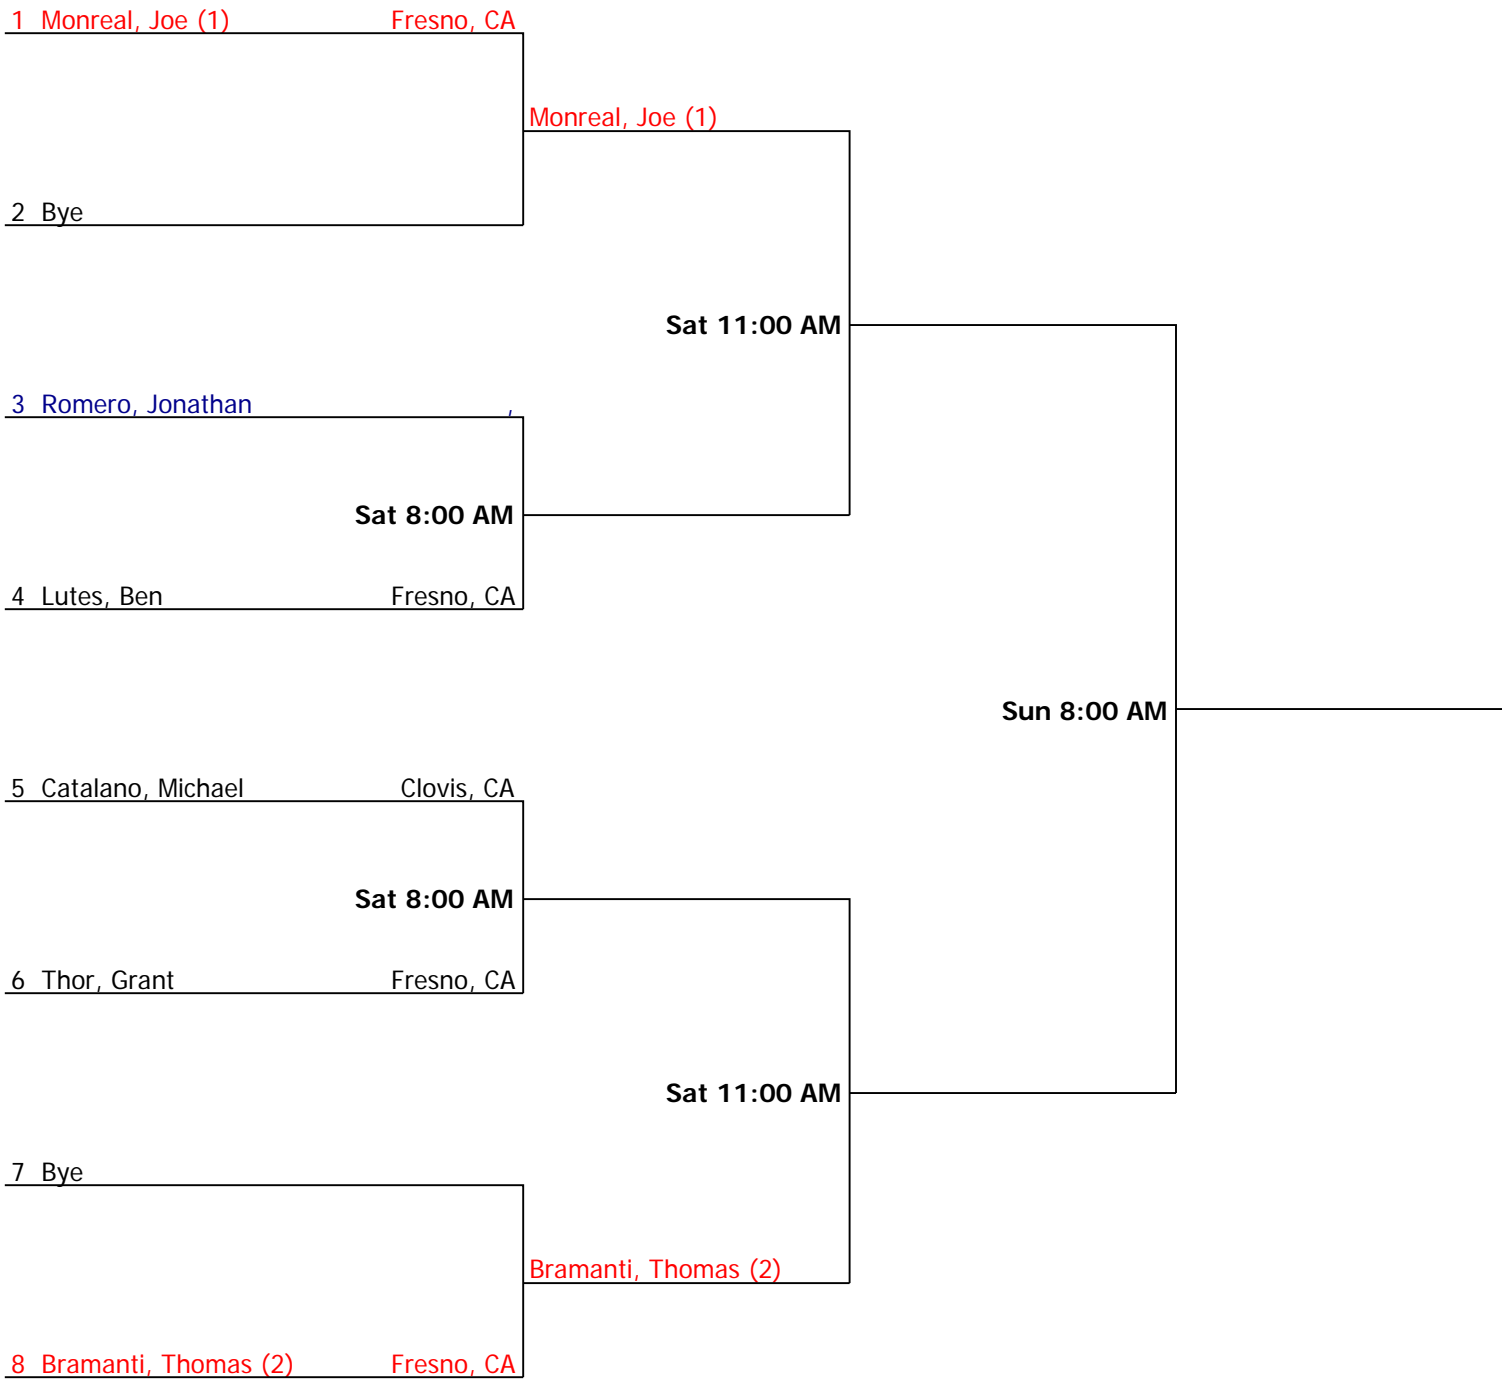 1 Monreal, Joe (1) Fresno, CA
Monreal, Joe (1)
2 Bye
Sat 11:00 AM
3 Romero, Jonathan ,
Sat 8:00 AM
4 Lutes, Ben Fresno, CA
Sun 8:00 AM
5 Catalano, Michael Clovis, CA
Sat 8:00 AM
6 Thor, Grant Fresno, CA
Sat 11:00 AM
7 Bye
Bramanti, Thomas (2)
8 Bramanti, Thomas (2) Fresno, CA